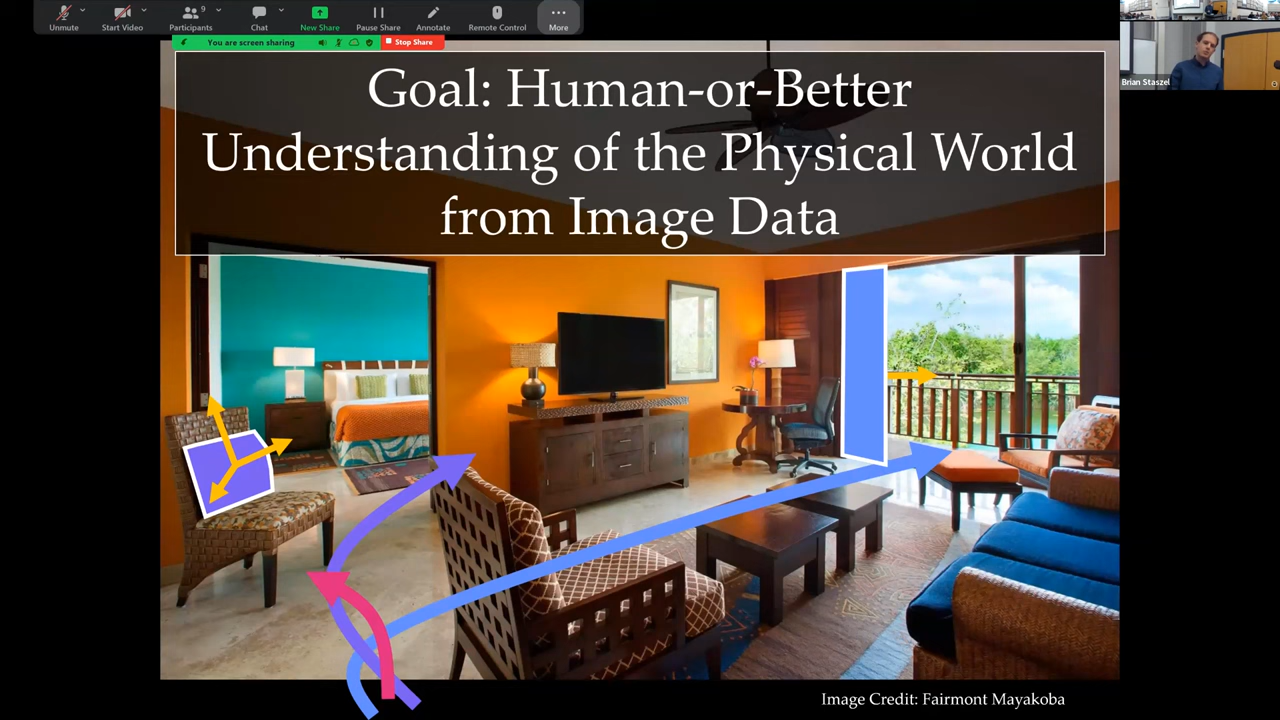 Unmute
Start Video
9
Participants
Chat
New Share
Pause Share
Annotate
Remote Control
More
You are screen sharing
Stop Share
Brian Staszel
Goal: Human-or-Better
Understanding of the Physical World
from Image Data
Image Credit: Fairmont Mayakoba